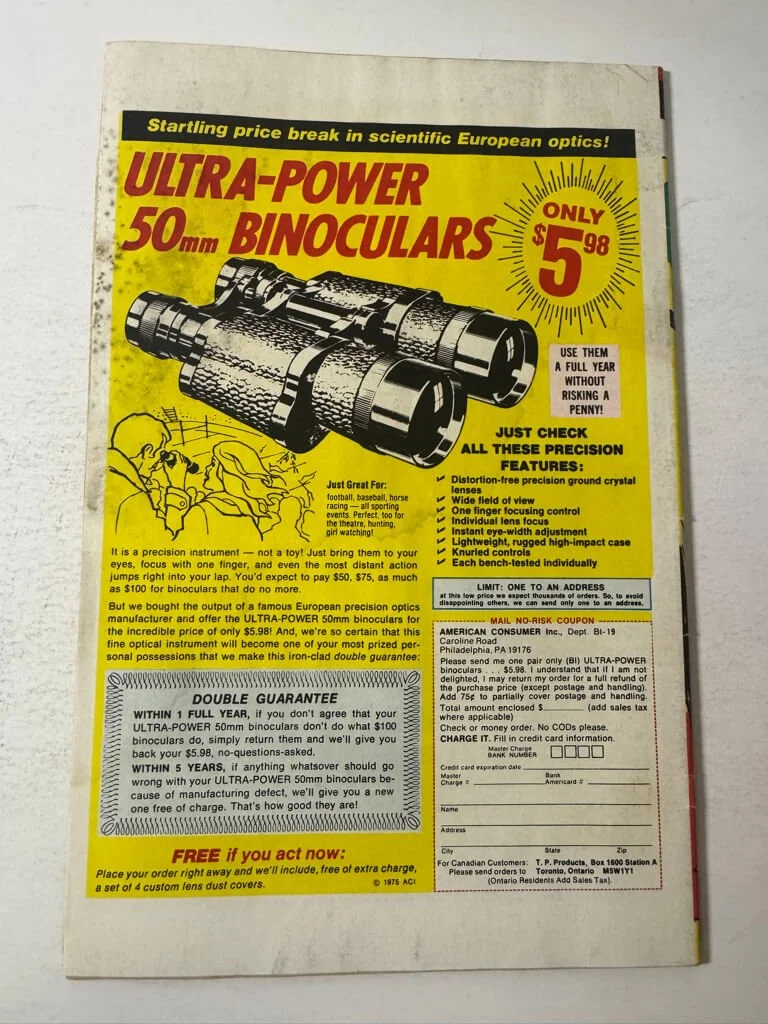 Startling price break in scientific European optics!
ULTRA-POWER
50mm BINOCULARS
ONLY
$5 98
USE THEM
A FULL YEAR
WITHOUT
RISKING A
PENNY!
JUST CHECK
ALL THESE PRECISION
FEATURES:
Distortion-free precision ground crystal
lenses
Wide field of view
One finger focusing control
Individual lens focus
Instant eye-width adjustment
Lightweight, rugged high-impact case
Knurled controls
Each bench-tested individually
Just Great For:
football, baseball, horse
racing — all sporting
events. Perfect, too for
the theatre, hunting,
girl watching!
It is a precision instrument — not a toy! Just bring them to your
eyes, focus with one finger, and even the most distant action
jumps right into your lap. You'd expect to pay $50, $75, as much
as $100 for binoculars that do no more.
But we bought the output of a famous European precision optics
manufacturer and offer the ULTRA-POWER 50mm binoculars for
the incredible price of only $5.98! And, we're so certain that this
fine optical instrument will become one of your most prized per-
sonal possessions that we make this iron-clad double guarantee:
DOUBLE GUARANTEE
WITHIN 1 FULL YEAR, if you don't agree that your
ULTRA-POWER 50mm binoculars don't do what $100
binoculars do, simply return them and we'll give you
back your $5.98, no-questions-asked.
WITHIN 5 YEARS, if anything whatsoever should go
wrong with your ULTRA-POWER 50mm binoculars be-
cause of manufacturing defect, we'll give you a new
one free of charge. That's how good they are!
FREE if you act now:
Place your order right away and we'll include, free of extra charge,
a set of 4 custom lens dust covers.
© 1975 ACI
LIMIT: ONE TO AN ADDRESS
at this low price we expect thousands of orders. So, to avoid
disappointing others, we can send only one to an address.
MAIL NO-RISK COUPON
AMERICAN CONSUMER Inc., Dept. BI-19
Caroline Road
Philadelphia, PA 19176
Please send me one pair only (BI) ULTRA-POWER
binoculars . . . $5.98. I understand that if I am not
delighted, I may return my order for a full refund of
the purchase price (except postage and handling).
Add 75¢ to partially cover postage and handling.
Total amount enclosed $ (add sales tax
where applicable)
Check or money order. No CODs please.
CHARGE IT. Fill in credit card information.
Master Charge
BANK NUMBER
Credit card expiration date
Master Bank
Charge # Americard #
Name
Address
City State Zip
For Canadian Customers: T. P. Products, Box 1600 Station A
Please send orders to Toronto, Ontario M5W1Y1
(Ontario Residents Add Sales Tax).